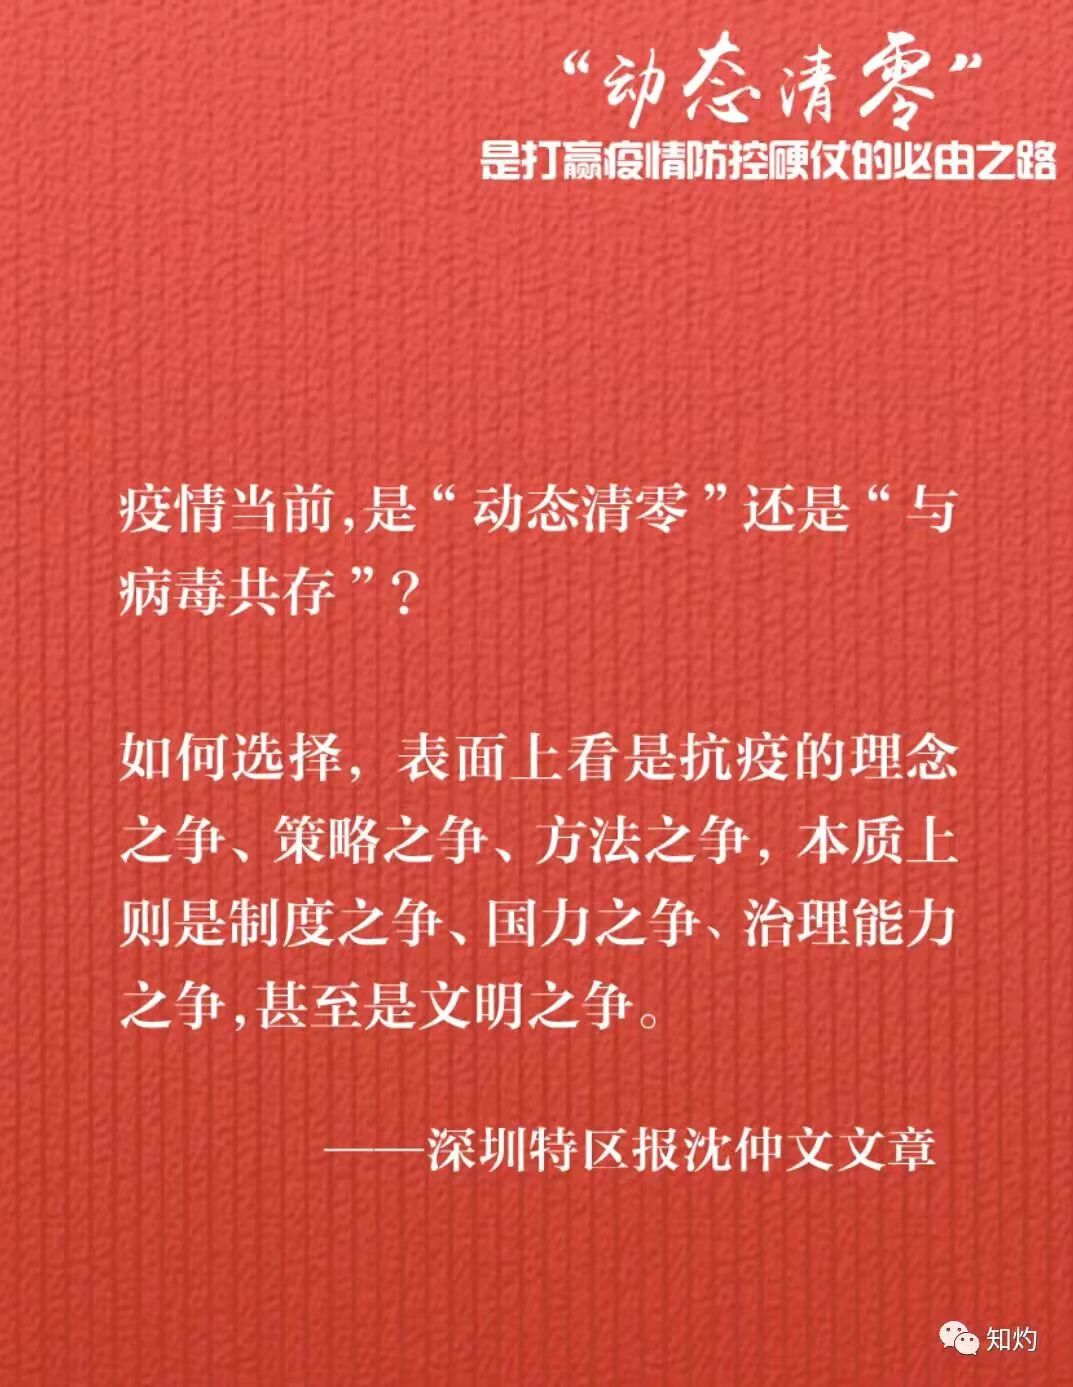 “动态清零”
是打赢疫情防控硬仗的必由之路
疫情当前,是“动态清零”还是“与
病毒共存”?
如何选择，表面上看是抗疫的理念
之争、策略之争、方法之争，本质上
则是制度之争、国力之争、治理能力
之争,甚至是文明之争。
——深圳特区报沈仲文文章
知灼